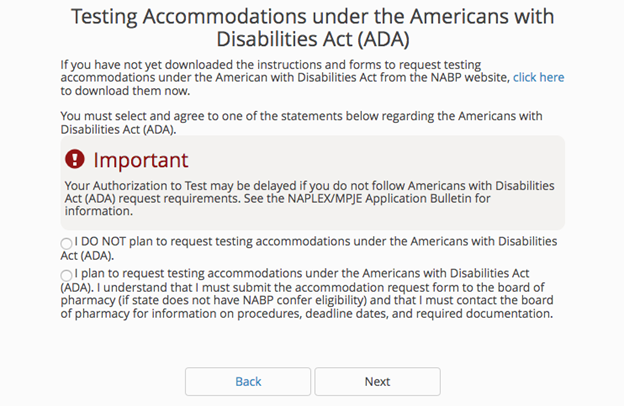 Testing Accommodations under the Americans with
Disabilities Act (ADA)
If you have not yet downloaded the instructions and forms to request testing
accommodations under the American with Disabilities Act from the NABP website, click here
to download them now.
You must select and agree to one of the statements below regarding the Americans with
Disabilities Act (ADA).
Important
Your Authorization to Test may be delayed if you do not follow Americans with Disabilities
Act (ADA) request requirements. See the NAPLEX/MPJE Application Bulletin for
information.
I DO NOT plan to request testing accommodations under the Americans with Disabilities
Act (ADA).
I plan to request testing accommodations under the Americans with Disabilities Act
(ADA). I understand that I must submit the accommodation request form to the board of
pharmacy (if state does not have NABP confer eligibility) and that I must contact the board
of pharmacy for information on procedures, deadline dates, and required documentation.
Back
Next